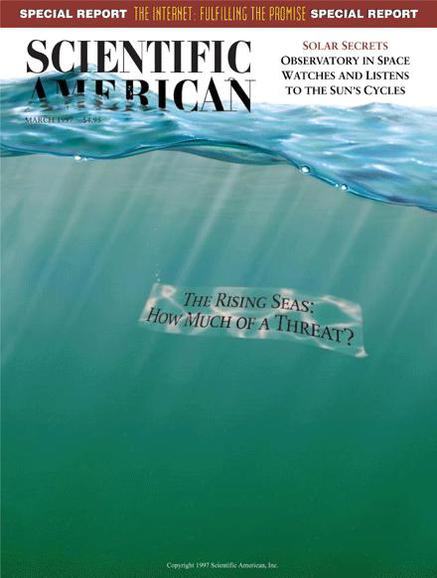 SPECIAL REPORT THE INTERNET: FULFILLING THE PROMISE SPECIAL REPORT
SCIENTIFIC
AMERICAN
MARCH 1997 $4.95
SOLAR SECRETS
OBSERVATORY IN SPACE
WATCHES AND LISTENS
TO THE SUN'S CYCLES
THE RISING SEAS:
HOW MUCH OF A THREAT?
Copyright 1997 Scientific American, Inc.